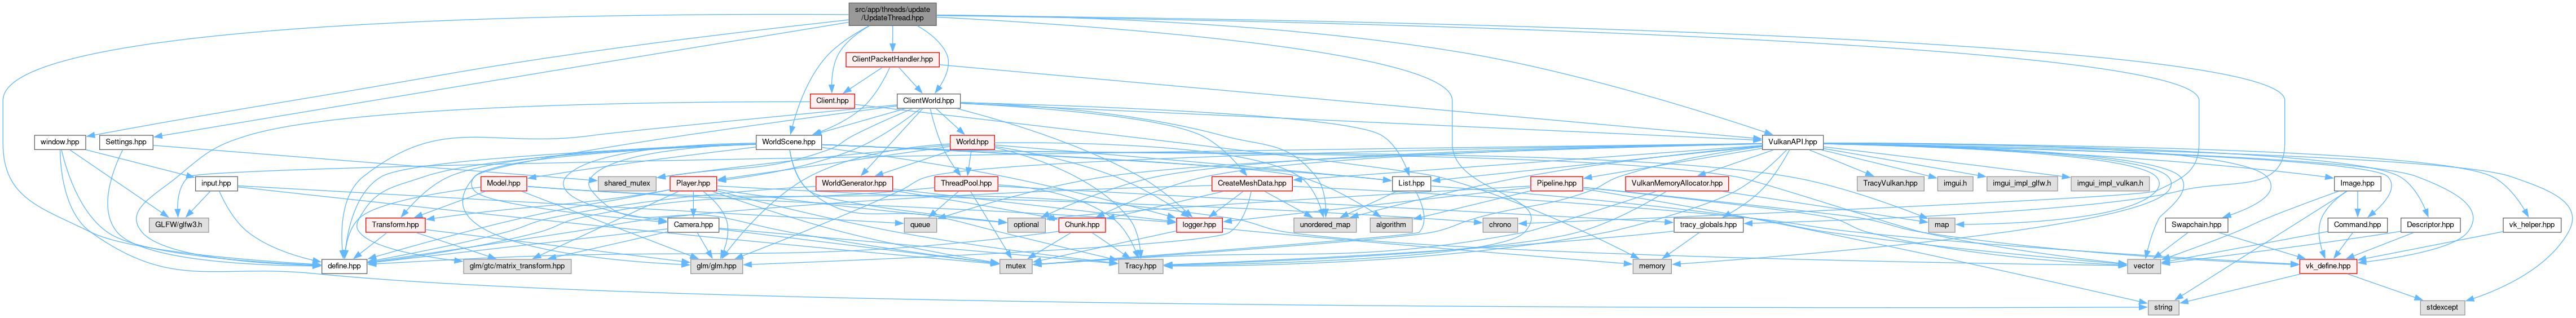 src/app/threads/update
/UpdateThread.hpp
ClientPacketHandler.hpp
Client.hpp
ClientWorld.hpp
window.hpp
Settings.hpp
WorldScene.hpp
World.hpp
VulkanAPI.hpp
input.hpp
shared_mutex
Model.hpp
Player.hpp
WorldGenerator.hpp
ThreadPool.hpp
CreateMeshData.hpp
List.hpp
Pipeline.hpp
VulkanMemoryAllocator.hpp
TracyVulkan.hpp
imgui.h
imgui_impl_glfw.h
imgui_impl_vulkan.h
Image.hpp
GLFW/glfw3.h
Transform.hpp
Camera.hpp
queue
optional
Chunk.hpp
logger.hpp
unordered_map
algorithm
chrono
tracy_globals.hpp
map
Swapchain.hpp
Command.hpp
Descriptor.hpp
vk_helper.hpp
define.hpp
glm/gtc/matrix_transform.hpp
glm/glm.hpp
mutex
Tracy.hpp
memory
vector
vk_define.hpp
string
stdexcept